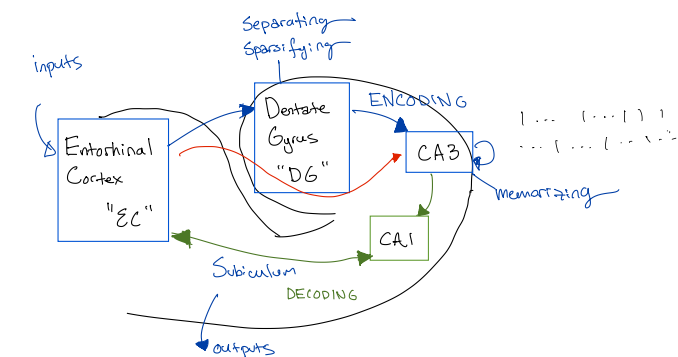 Separating
Sparsifying
inputs
ENCODING
Dentate
Gyrus
"DG"
Entorhinal
Cortex
"EC"
CA3
memorizing
CA1
Subiculum
DECODING
outputs